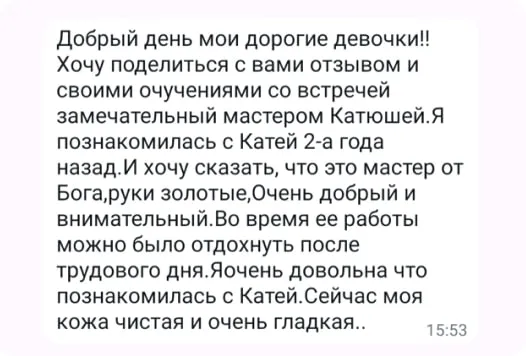 Добрый день мои дорогие девочки!!
Хочу поделиться с вами отзывом и
своими очучениями со встречей
замечательный мастером Катюшей.Я
познакомилась с Катей 2-а года
назад.И хочу сказать, что это мастер от
Бога,руки золотые,Очень добрый и
внимательный.Во время ее работы
можно было отдохнуть после
трудового дня.Яочень довольна что
познакомилась с Катей.Сейчас моя
кожа чистая и очень гладкая..
15:53